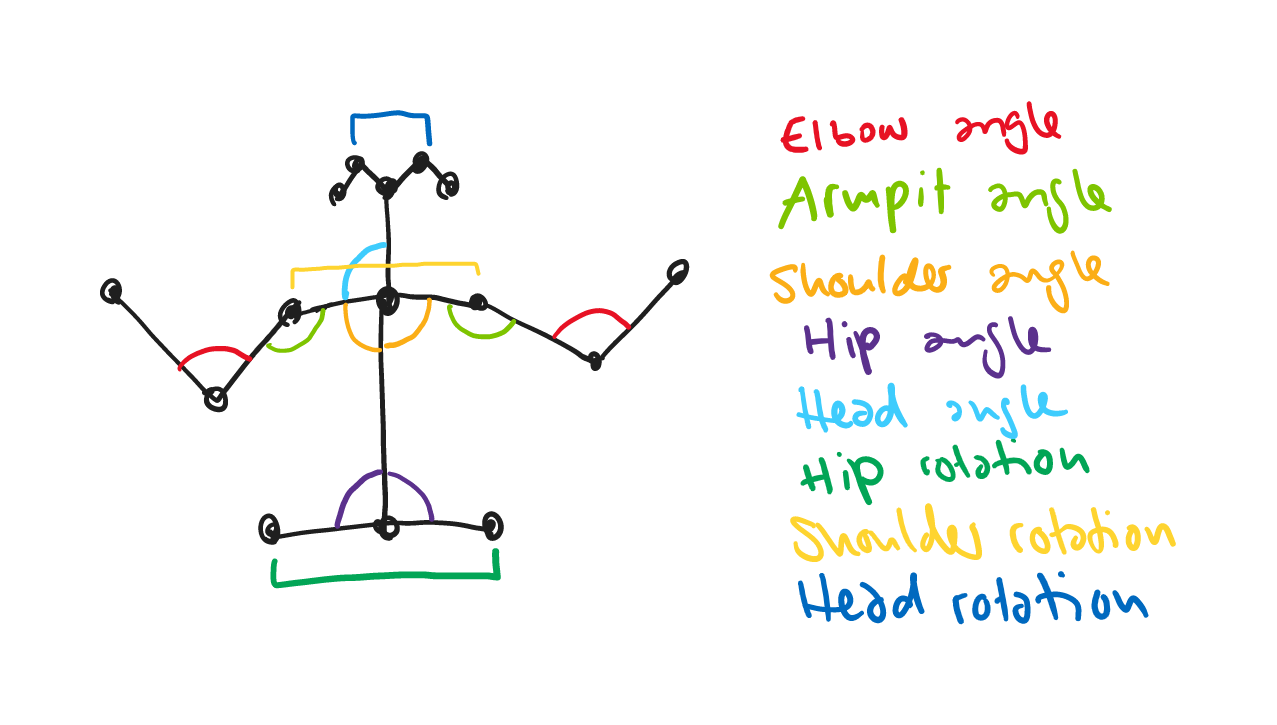 Elbow angle
Armpit angle
Shoulder angle
Hip angle
Head angle
Hip rotation
Shoulder rotation
Head rotation